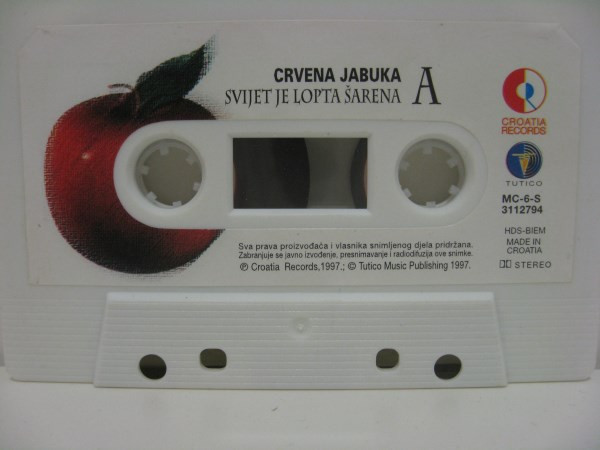 CRVENA JABUKA
SVIJET JE LOPTA ŠARENA A
CROATIA
RECORDS
TUTICO
MC-6-S
3112794
HDS-BIEM
MADE IN
CROATIA
STEREO
Sva prava proizvođača i vlasnika snimljenog djela pridržana.
Zabranjuje se javno izvođenje, presnimavanje i radiodifuzija ove snimke.
℗ Croatia Records,1997.; © Tutico Music Publishing 1997.